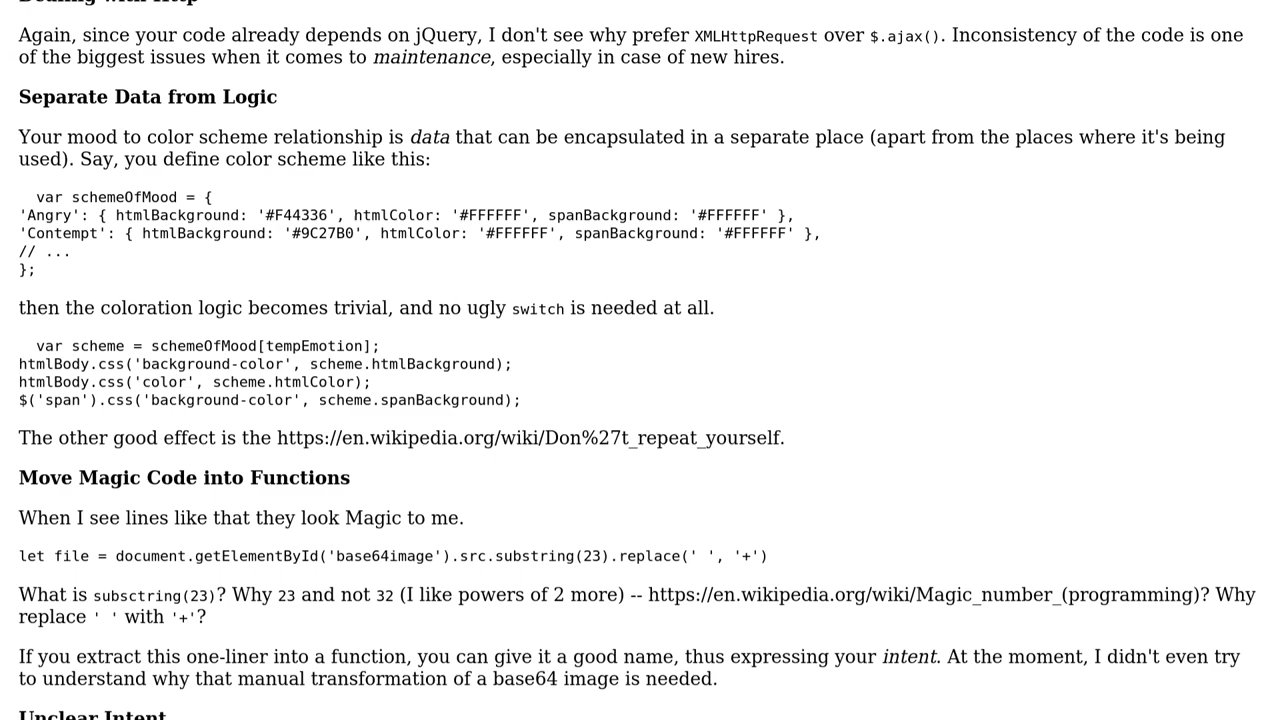 Dealing with Http
Again, since your code already depends on jQuery, I don't see why prefer XMLHttpRequest over $.ajax(). Inconsistency of the code is one
of the biggest issues when it comes to maintenance, especially in case of new hires.
Separate Data from Logic
Your mood to color scheme relationship is data that can be encapsulated in a separate place (apart from the places where it's being
used). Say, you define color scheme like this:
var schemeOfMood = {
'Angry': { htmlBackground: '#F44336', htmlColor: '#FFFFFF', spanBackground: '#FFFFFF' },
'Contempt': { htmlBackground: '#9C27B0', htmlColor: '#FFFFFF', spanBackground: '#FFFFFF' },
// ...
};
then the coloration logic becomes trivial, and no ugly switch is needed at all.
var scheme = schemeOfMood[tempEmotion];
htmlBody.css('background-color', scheme.htmlBackground);
htmlBody.css('color', scheme.htmlColor);
$('span').css('background-color', scheme.spanBackground);
The other good effect is the https://en.wikipedia.org/wiki/Don%27t_repeat_yourself.
Move Magic Code into Functions
When I see lines like that they look Magic to me.
let file = document.getElementById('base64image').src.substring(23).replace(' ', '+')
What is subsctring(23)? Why 23 and not 32 (I like powers of 2 more) -- https://en.wikipedia.org/wiki/Magic_number_(programming)? Why
replace ' ' with '+'?
If you extract this one-liner into a function, you can give it a good name, thus expressing your intent. At the moment, I didn't even try
to understand why that manual transformation of a base64 image is needed.
Unclear Intent